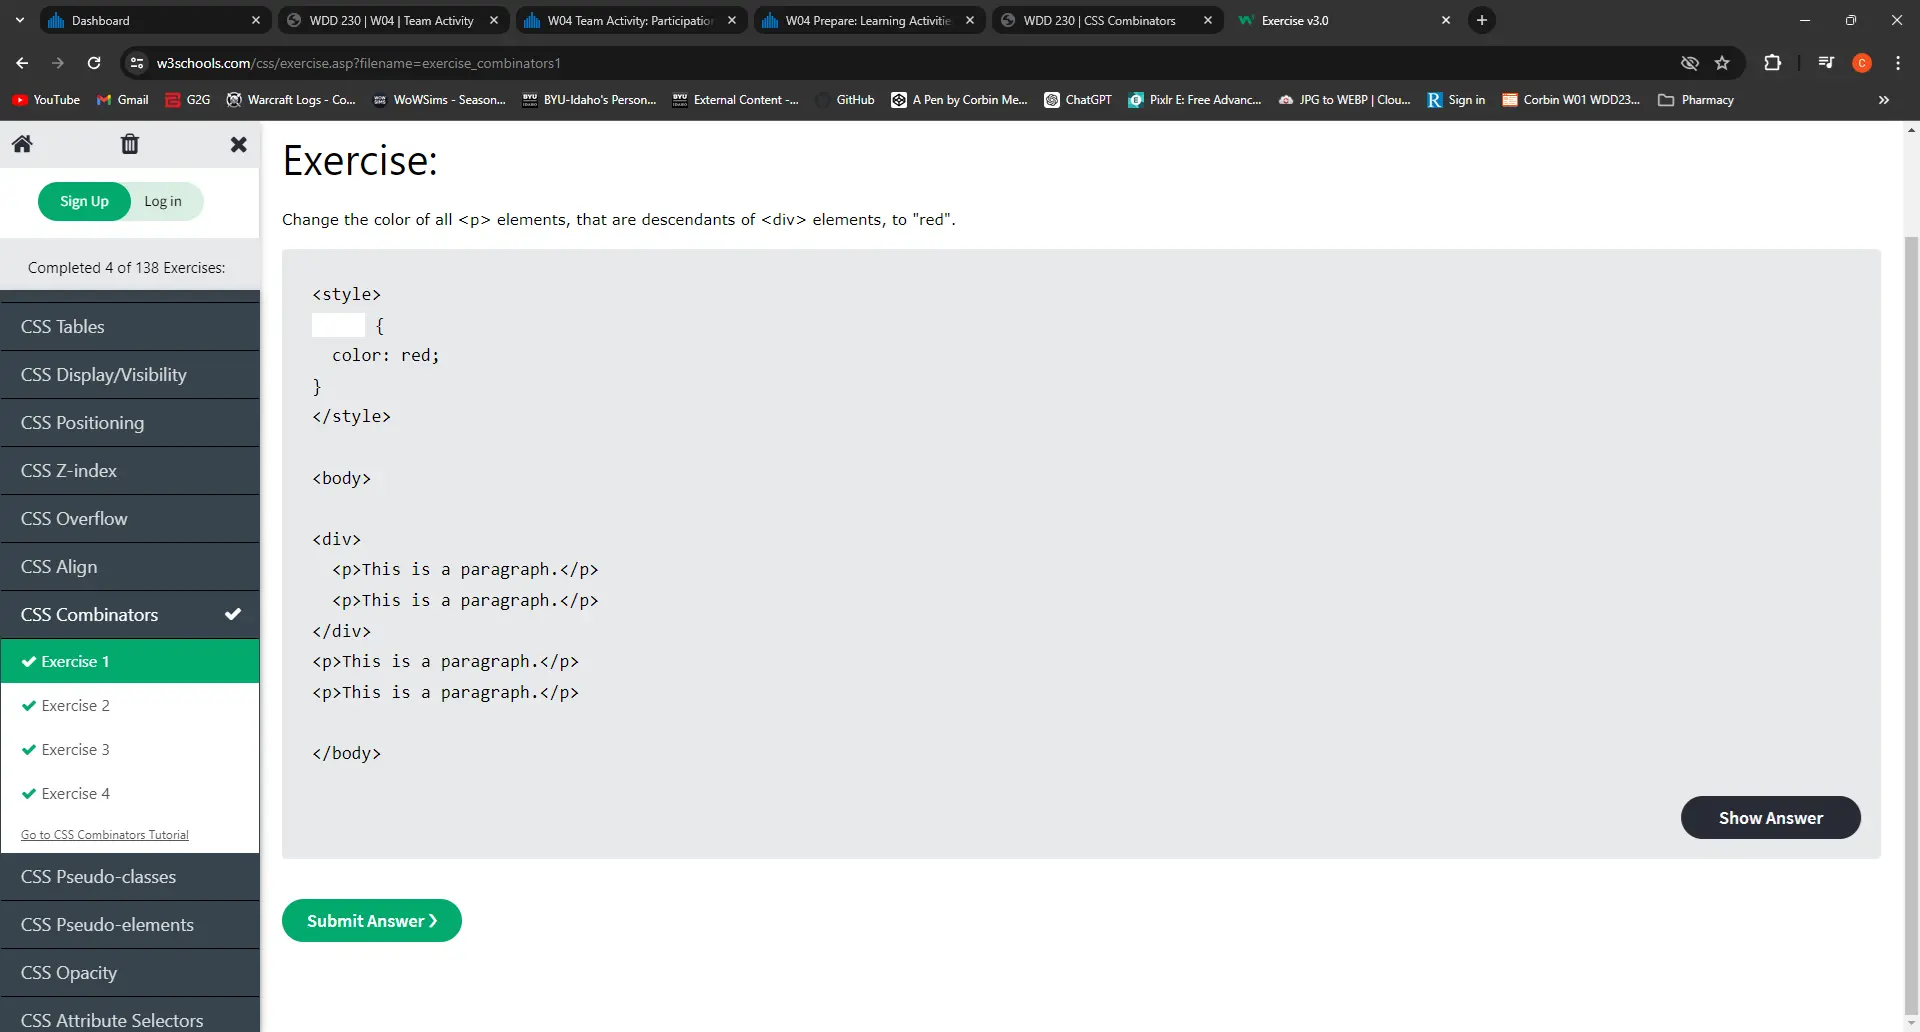 Dashboard
WDD 230 | W04 | Team Activity
W04 Team Activity: Participatio
W04 Prepare: Learning Activitie
WDD 230 | CSS Combinators
Exercise v3.0
w3schools.com/css/exercise.asp?filename=exercise_combinators1
C
YouTube
Gmail
G2G
Warcraft Logs - Co...
WoWSims - Season...
BYU-Idaho's Person...
External Content -...
GitHub
A Pen by Corbin Me...
ChatGPT
Pixlr E: Free Advanc...
JPG to WEBP | Clou...
Sign in
Corbin W01 WDD23...
Pharmacy
Sign Up
Log in
Completed 4 of 138 Exercises:
CSS Tables
CSS Display/Visibility
CSS Positioning
CSS Z-index
CSS Overflow
CSS Align
CSS Combinators
Exercise 1
Exercise 2
Exercise 3
Exercise 4
Go to CSS Combinators Tutorial
CSS Pseudo-classes
CSS Pseudo-elements
CSS Opacity
CSS Attribute Selectors
Exercise:
Change the color of all <p> elements, that are descendants of <div> elements, to "red".
<style>
{
color: red;
}
</style>
<body>
<div>
<p>This is a paragraph.</p>
<p>This is a paragraph.</p>
</div>
<p>This is a paragraph.</p>
<p>This is a paragraph.</p>
</body>
Show Answer
Submit Answer ❯